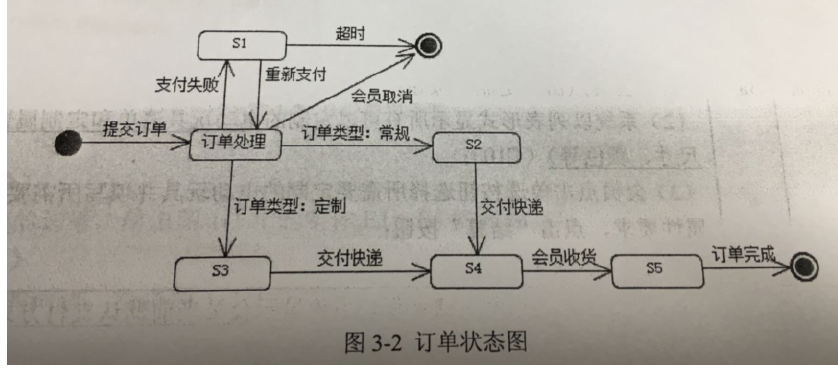 S1
超时
支付失败
重新支付
会员取消
提交订单
订单处理
订单类型：常规
S2
订单类型：定制
交付快递
S3
交付快递
S4
会员收货
S5
订单完成
图 3-2 订单状态图